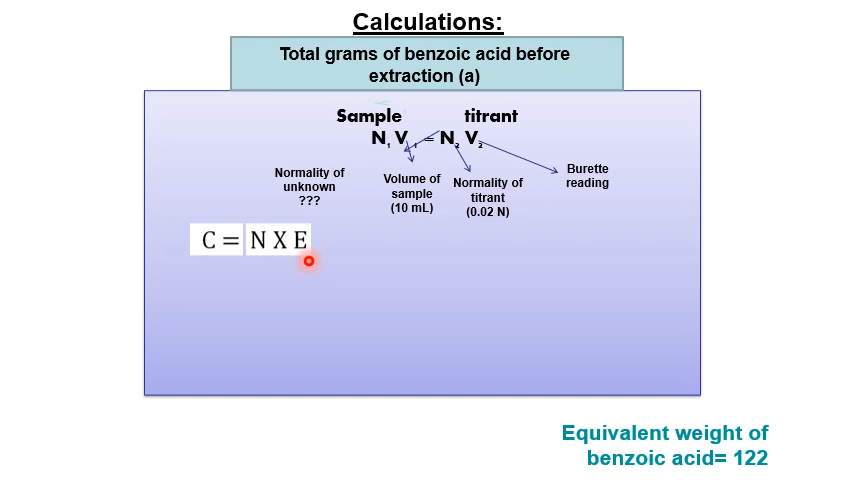 Calculations:
Total grams of benzoic acid before
extraction (a)
Sample titrant
N₁ V₁ = N₂ V₂
Normality of
unknown
???
Volume of
sample
(10 mL)
Normality of
titrant
(0.02 N)
Burette
reading
C = N X E
Equivalent weight of
benzoic acid= 122